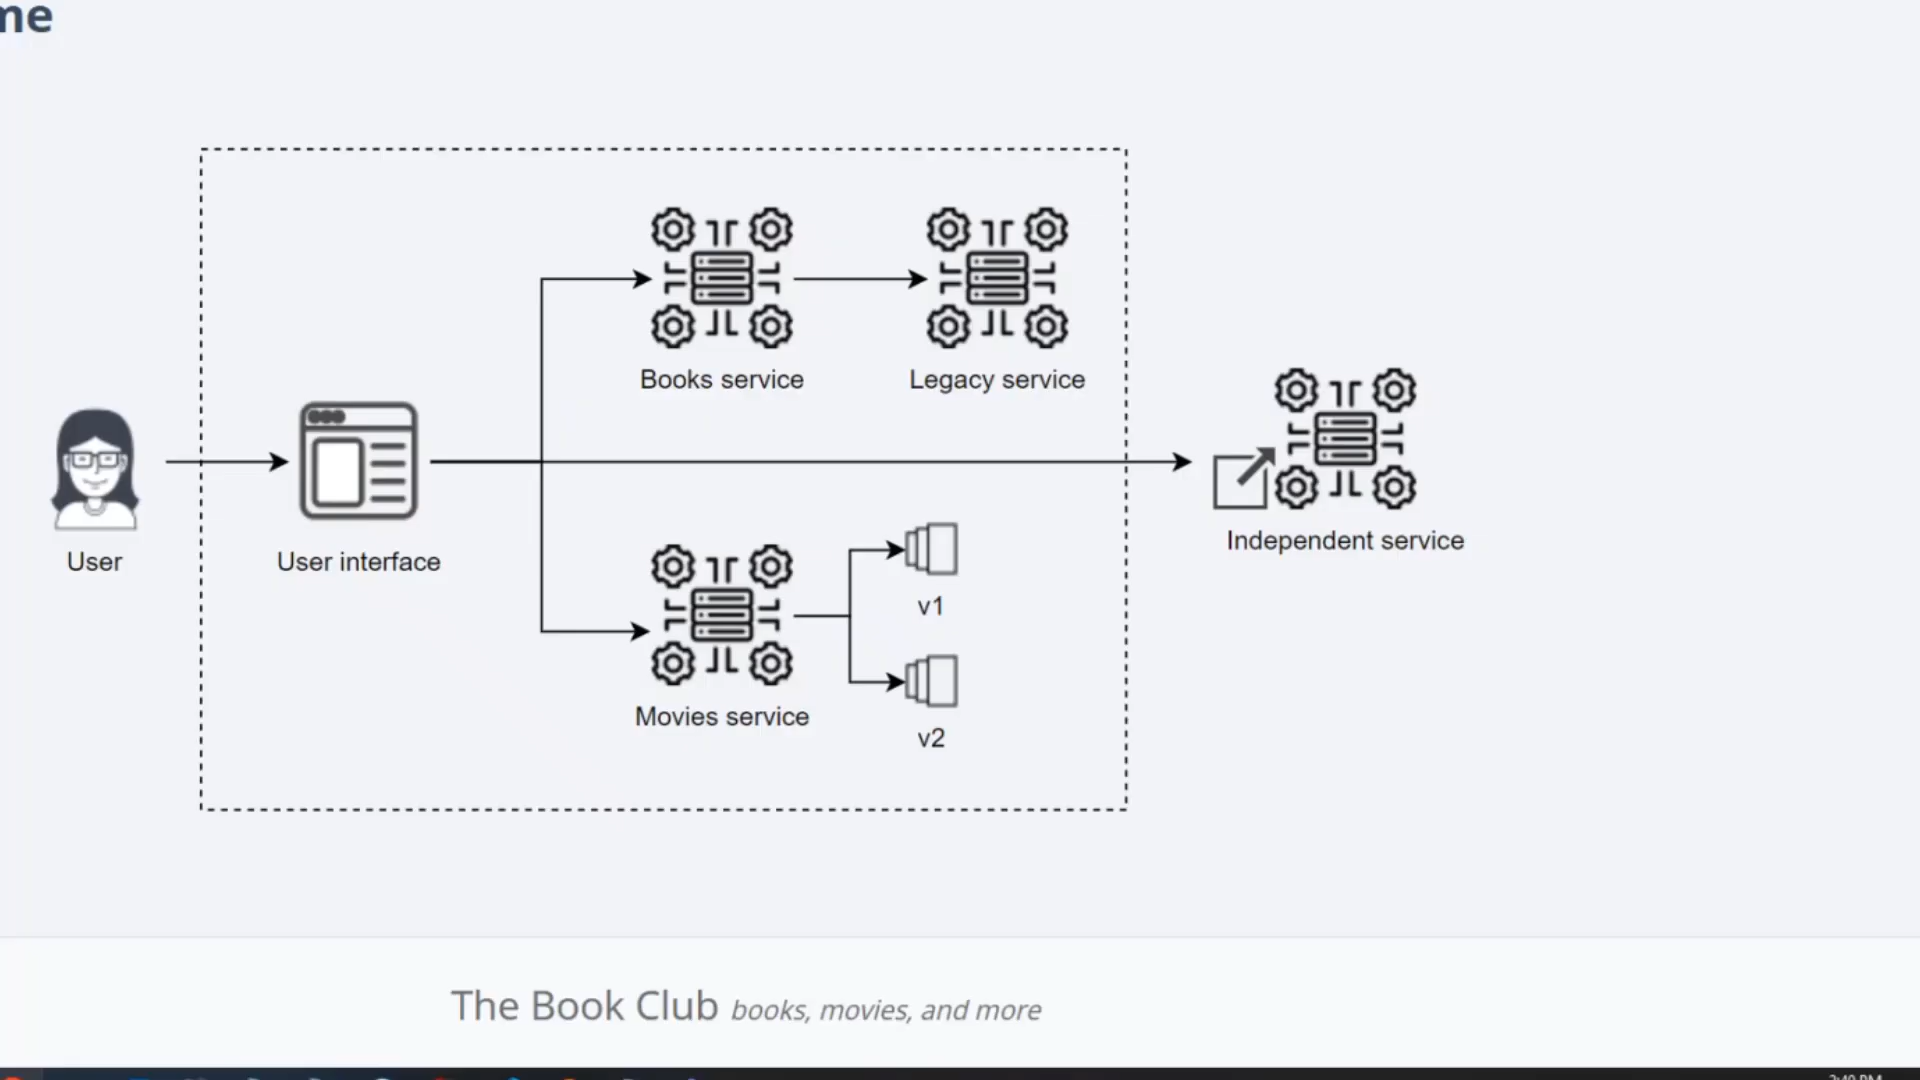 me
Books service
Legacy service
User
User interface
Independent service
v1
Movies service
v2
The Book Club books, movies, and more